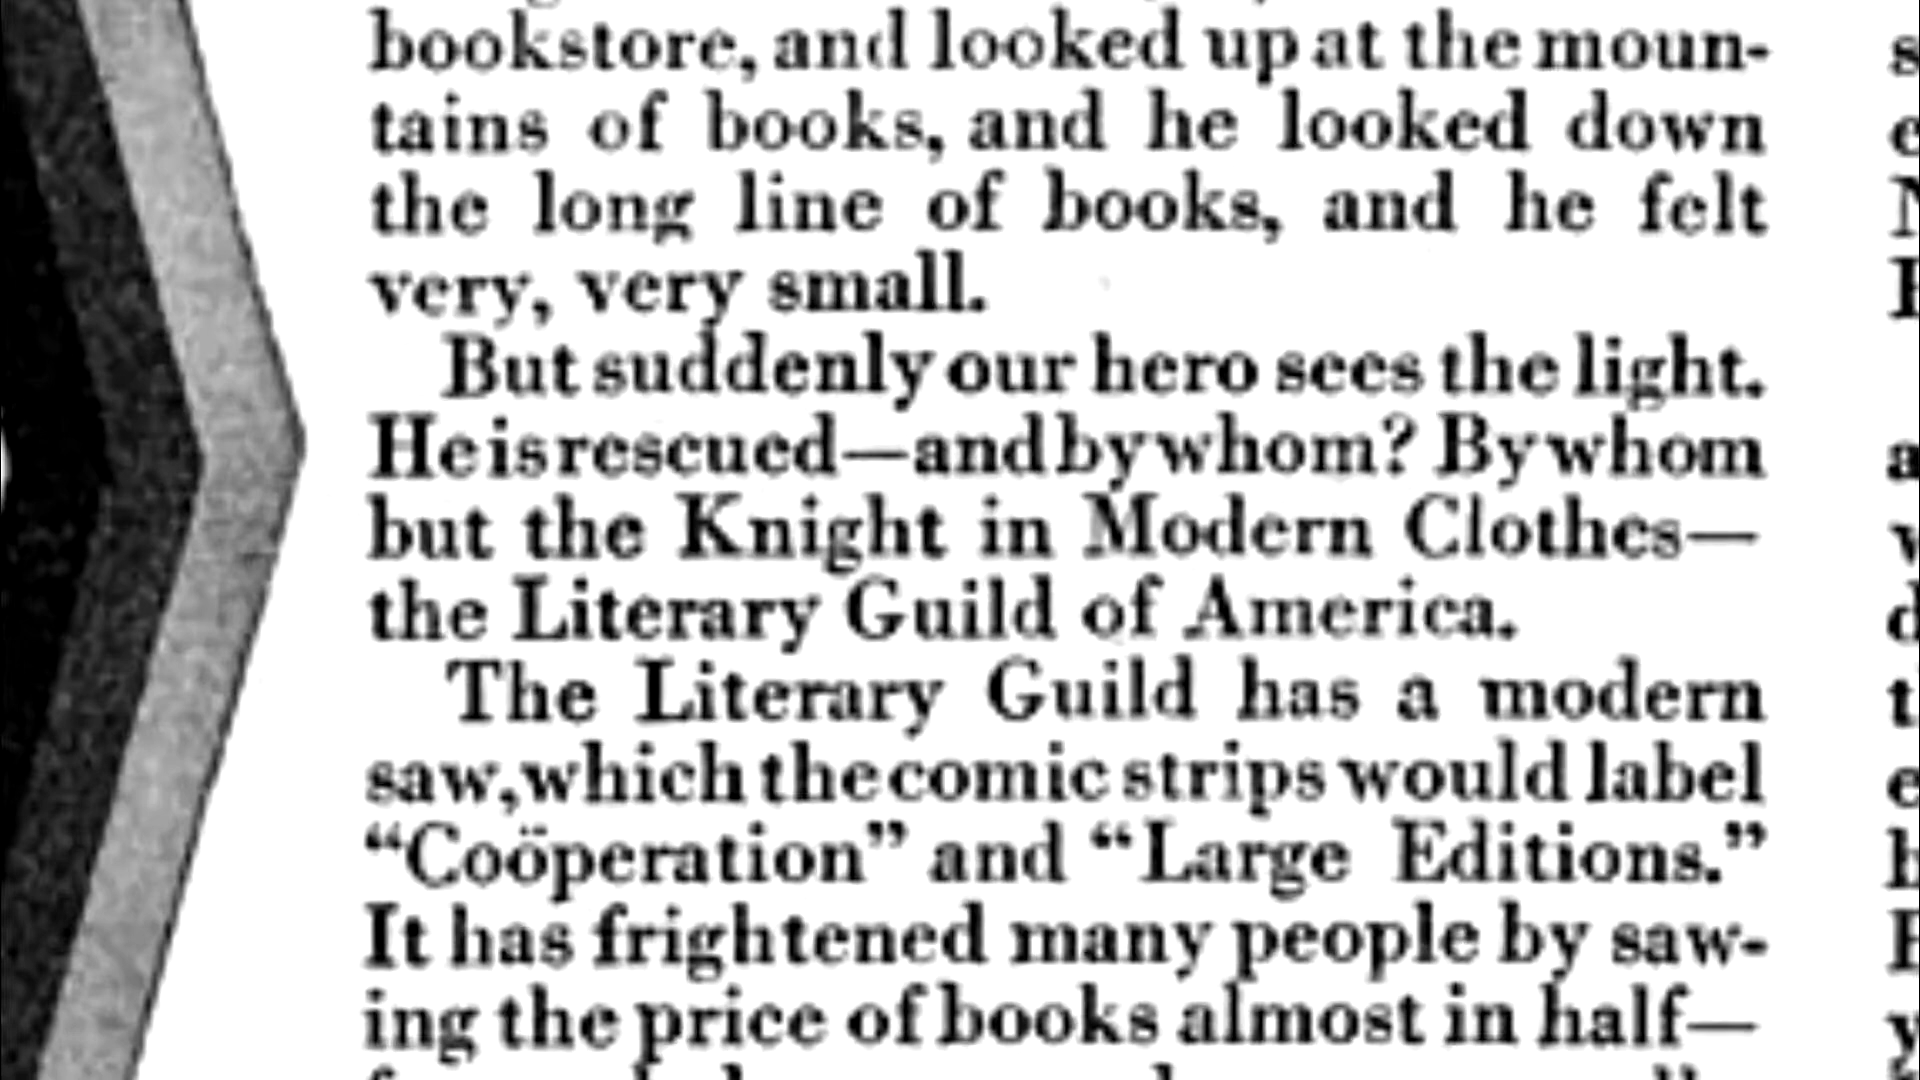 bookstore, and looked up at the moun-
tains of books, and he looked down
the long line of books, and he felt
very, very small.
But suddenly our hero sees the light.
He is rescued—and by whom? By whom
but the Knight in Modern Clothes—
the Literary Guild of America.
The Literary Guild has a modern
saw, which the comic strips would label
“Coöperation” and “Large Editions.”
It has frightened many people by saw-
ing the price of books almost in half—